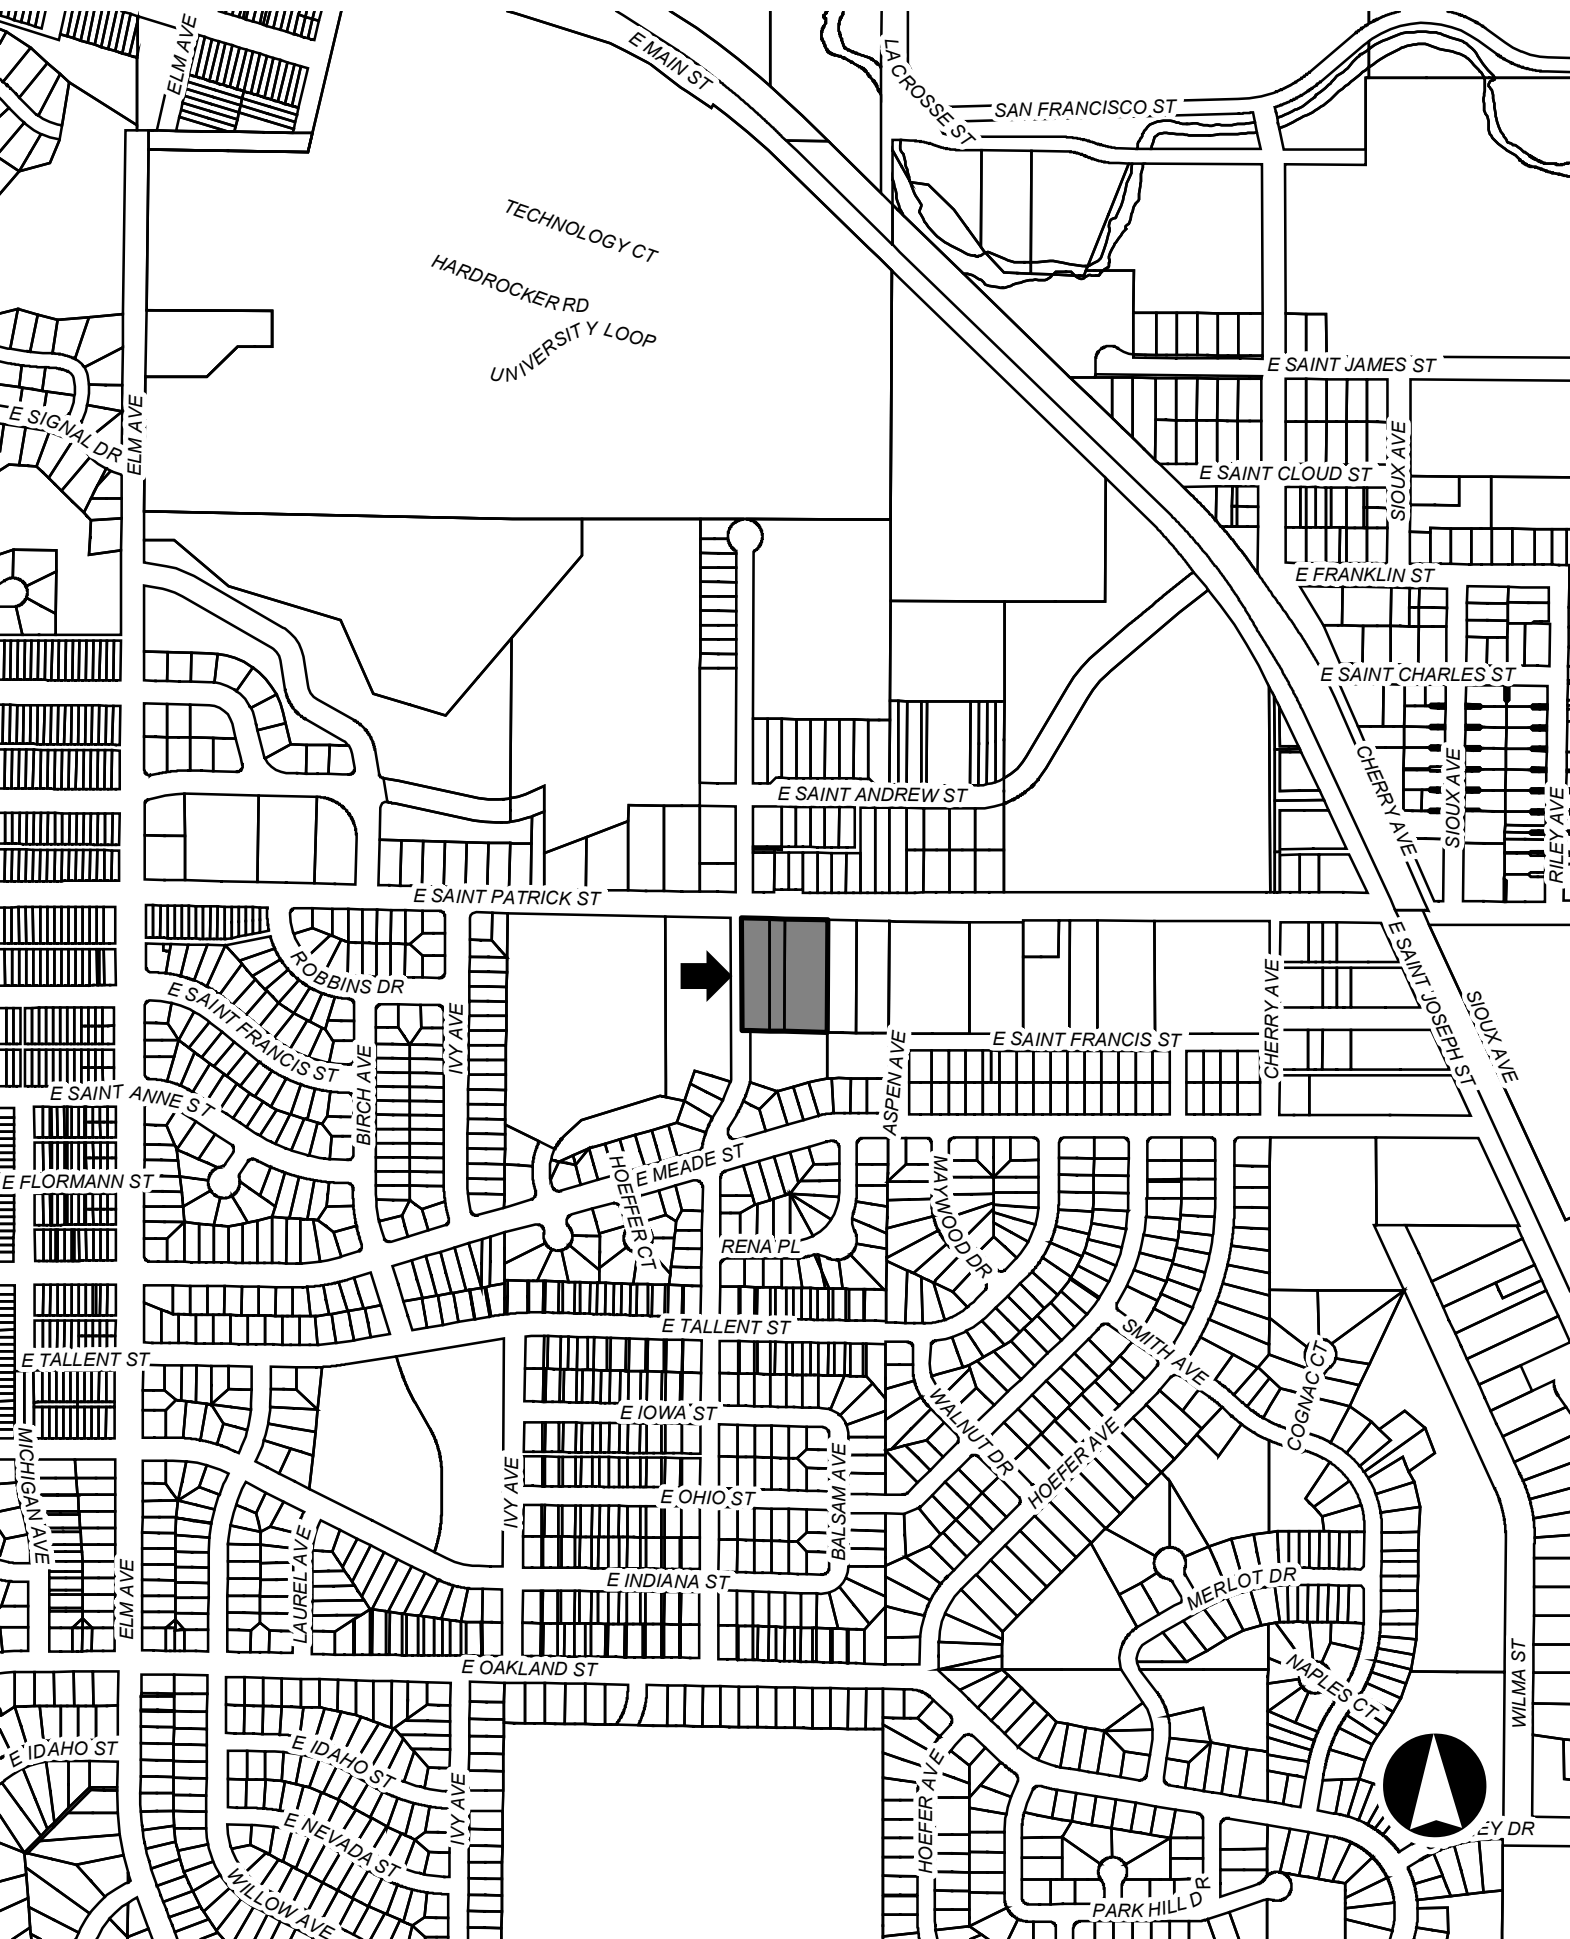 ELM AVE
E MAIN ST
LACROSSE ST
SAN FRANCISCO ST
TECHNOLOGY CT
HARDROCKER RD
UNIVERSITY LOOP
E SAINT JAMES ST
ELM AVE
E SIGNAL DR
SIOUX AVE
E SAINT CLOUD ST
E FRANKLIN ST
E SAINT CHARLES ST
CHERRY AVE
SIOUX AVE
RILEY AVE
E SAINT ANDREW ST
E SAINT PATRICK ST
ROBBINS DR
E SAINT FRANCIS ST
IVY AVE
BIRCH AVE
CHERRY AVE
E SAINT JOSEPH ST
SIOUX AVE
E SAINT FRANCIS ST
ASPEN AVE
E SAINT ANNE ST
E FLORMANN ST
HOEFFER CT
E MEADE ST
MAYWOOD DR
RENA PL
E TALLENT ST
SMITH AVE
COGNAC CT
E TALLENT ST
WALNUT DR
E IOWA ST
HOEFER AVE
MICHIGAN AVE
IVY AVE
E OHIO ST
BALSAM AVE
LAUREL AVE
ELM AVE
E INDIANA ST
MERLOT DR
E OAKLAND ST
NAPLES CT
WILMA ST
E IDAHO ST
E IDAHO ST
IVY AVE
HOEFER AVE
E NEVADA ST
EY DR
WILLOW AVE
PARK HILL DR